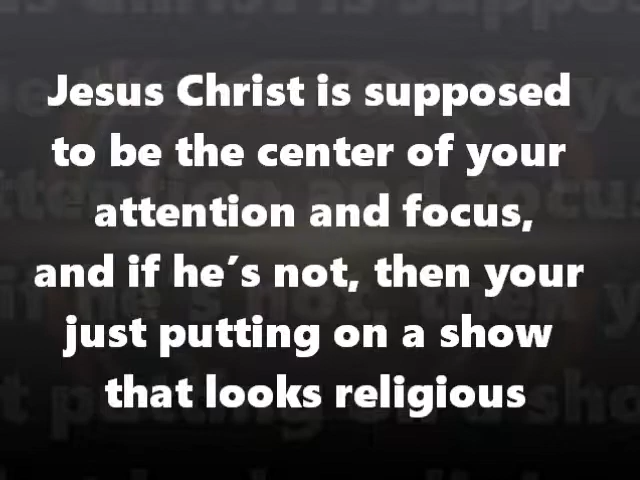 Jesus Christ is supposed
to be the center of your
attention and focus,
and if he´s not, then your
just putting on a show
that looks religious